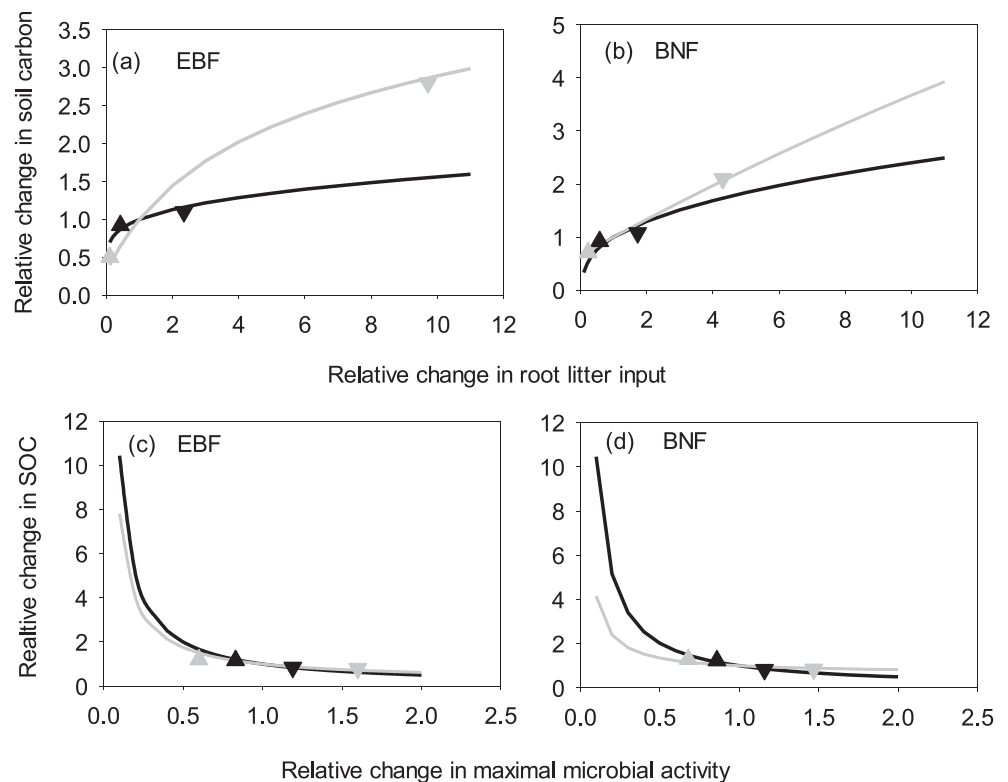 (a) EBF
(b) BNF
Relative change in soil carbon
3.5
3.0
2.5
2.0
1.5
1.0
0.5
0.0
0 2 4 6 8 10 12
5
4
3
2
1
0
0 2 4 6 8 10 12
Relative change in root litter input
(c) EBF
(d) BNF
Realtive change in SOC
12
10
8
6
4
2
0
0.0 0.5 1.0 1.5 2.0 2.5
12
10
8
6
4
2
0
0.0 0.5 1.0 1.5 2.0 2.5
Relative change in maximal microbial activity